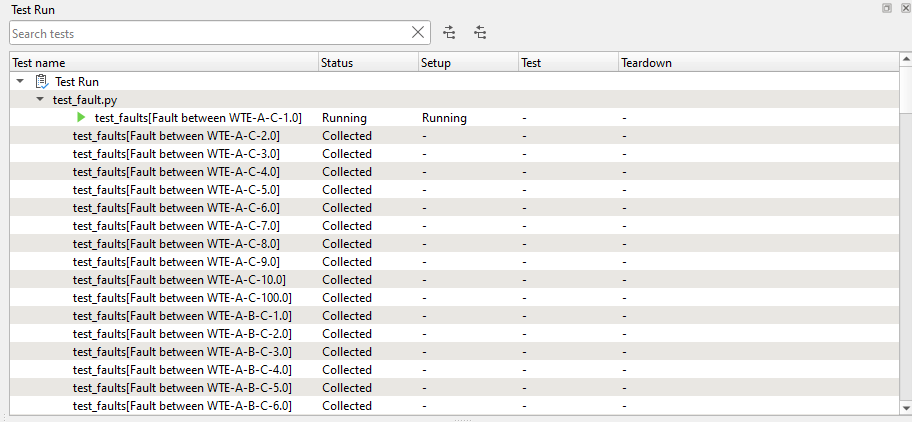 Test Run
Search tests
Test name Status Setup Test Teardown
Test Run
test_fault.py
test_faults[Fault between WTE-A-C-1.0] Running Running - -
test_faults[Fault between WTE-A-C-2.0] Collected - - -
test_faults[Fault between WTE-A-C-3.0] Collected - - -
test_faults[Fault between WTE-A-C-4.0] Collected - - -
test_faults[Fault between WTE-A-C-5.0] Collected - - -
test_faults[Fault between WTE-A-C-6.0] Collected - - -
test_faults[Fault between WTE-A-C-7.0] Collected - - -
test_faults[Fault between WTE-A-C-8.0] Collected - - -
test_faults[Fault between WTE-A-C-9.0] Collected - - -
test_faults[Fault between WTE-A-C-10.0] Collected - - -
test_faults[Fault between WTE-A-C-100.0] Collected - - -
test_faults[Fault between WTE-A-B-C-1.0] Collected - - -
test_faults[Fault between WTE-A-B-C-2.0] Collected - - -
test_faults[Fault between WTE-A-B-C-3.0] Collected - - -
test_faults[Fault between WTE-A-B-C-4.0] Collected - - -
test_faults[Fault between WTE-A-B-C-5.0] Collected - - -
test_faults[Fault between WTE-A-B-C-6.0] Collected - - -